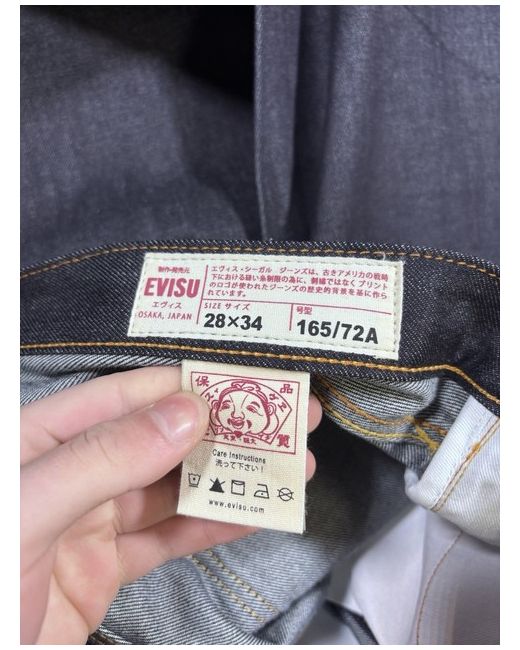 制作・発売元
EVISU
エヴィス
OSAKA, JAPAN
エヴィス・シーガル ジーンズは、古きアメリカの戦時
下における縫い糸制限の為に、刺繍ではなくプリント
のロゴが使われたジーンズの歴史的背景を基に作ら
れています。
SIZE サイズ
28×34
号型
165/72A
保 品
質
Care Instructions
洗って下さい!
www.evisu.com